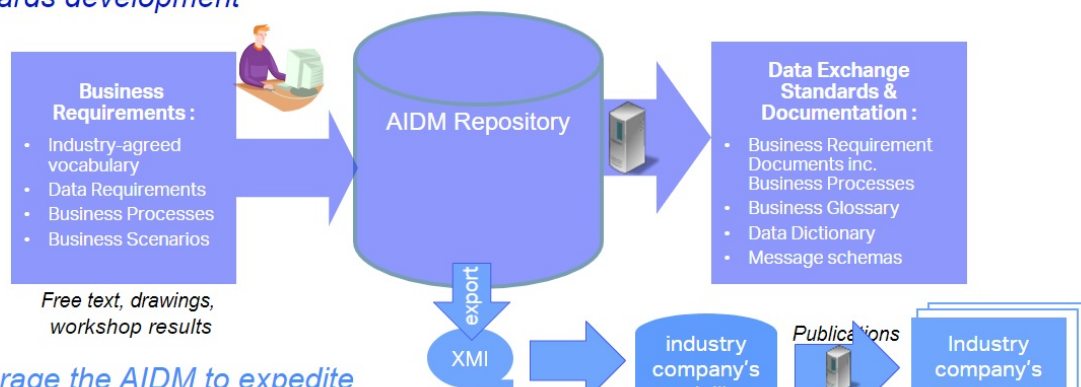 development
Business
Requirements :
• Industry-agreed
vocabulary
• Data Requirements
• Business Processes
• Business Scenarios
Free text, drawings,
workshop results
AIDM Repository
Data Exchange
Standards &
Documentation :
• Business Requirement
Documents inc.
Business Processes
• Business Glossary
• Data Dictionary
• Message schemas
export
XMI
industry
company's
Publications
Industry
company's
the AIDM to expedite